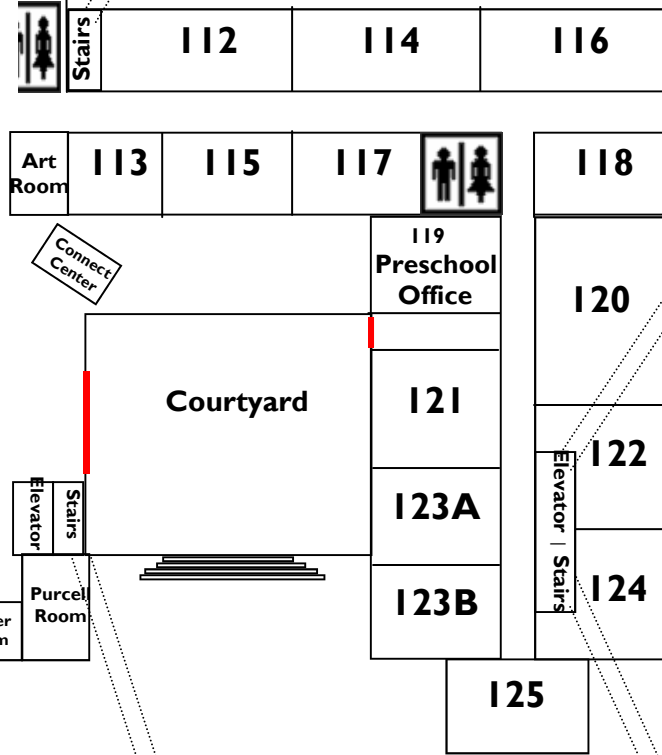 Stairs
112
114
116
Art
Room
113
115
117
118
Connect
Center
119
Preschool
Office
120
Courtyard
121
122
Elevator
Stairs
123A
Elevator | Stairs
Purcell
Room
123B
124
125